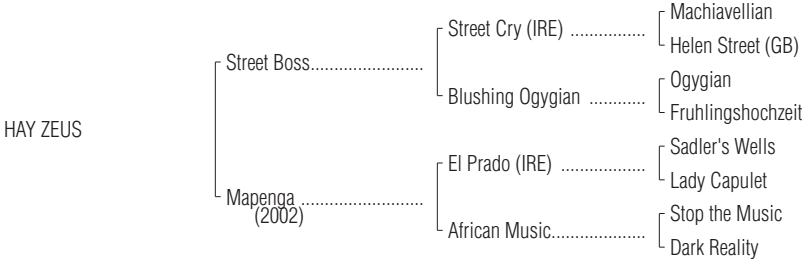 Machiavellian
Street Cry (IRE) ................
Helen Street (GB)
Street Boss........................
Ogygian
Blushing Ogygian ............
Fruhlingshochzeit
HAY ZEUS
Sadler's Wells
El Prado (IRE) ..................
Lady Capulet
Mapenga ..........................
(2002)
Stop the Music
African Music....................
Dark Reality